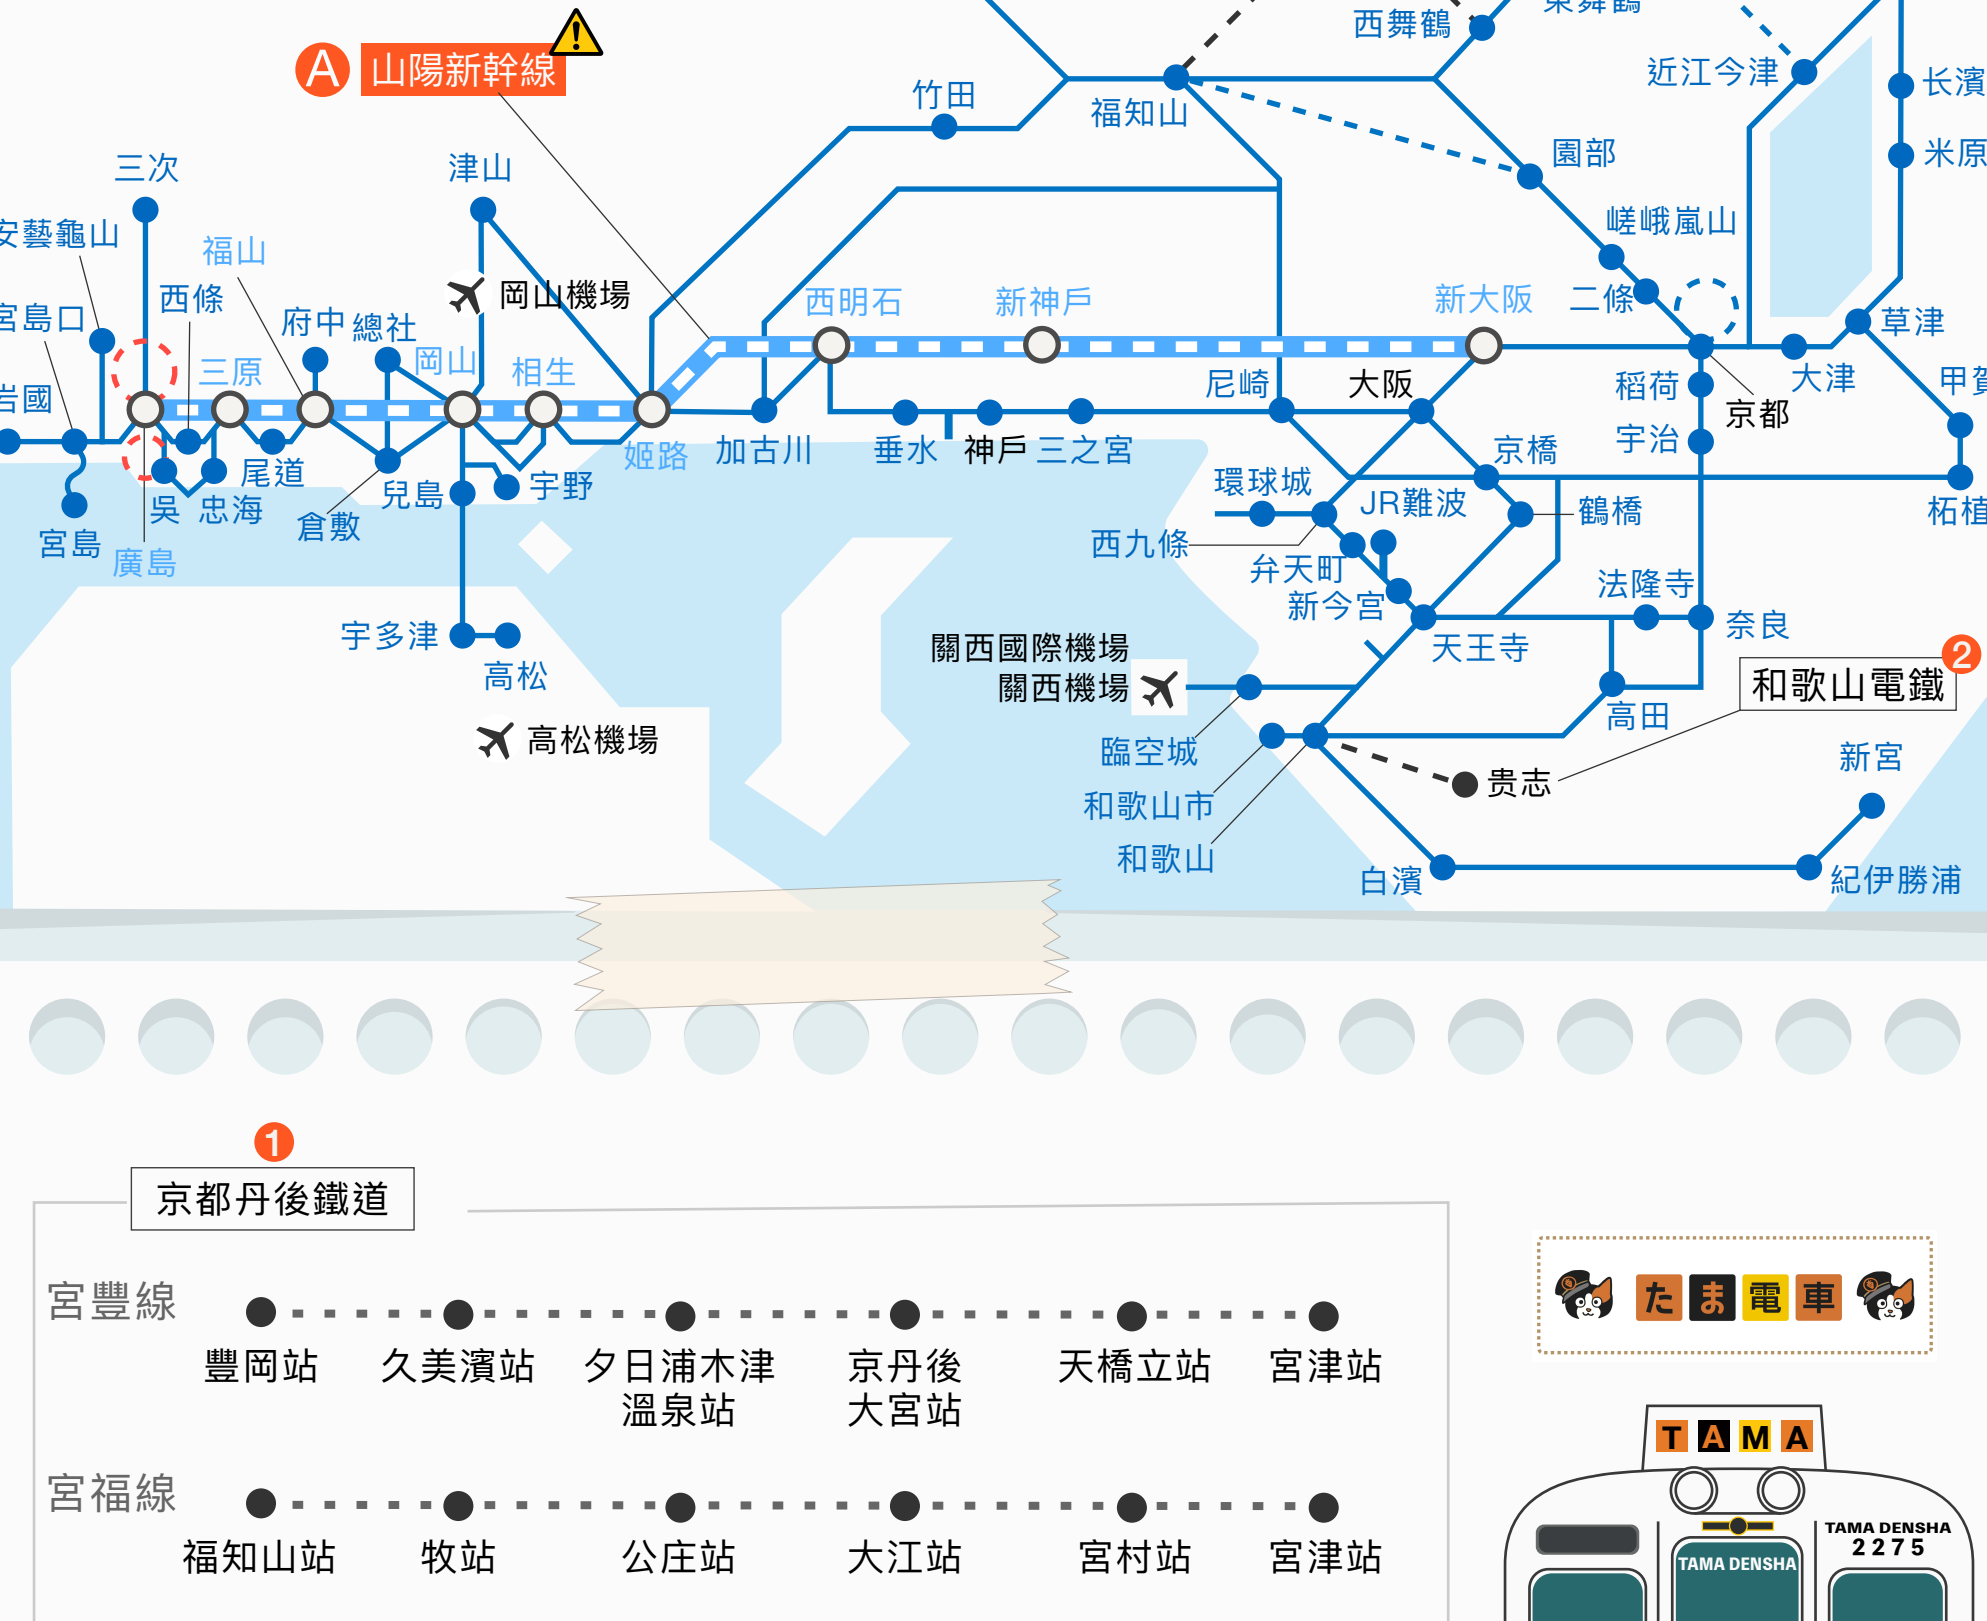 西舞鶴
近江今津
长濱
A 山陽新幹線
竹田
福知山
園部
米原
三次
津山
安藝龜山
福山
西條
嵯峨嵐山
宮島口
府中
總社
岡山機場
西明石
新神戶
新大阪
二條
草津
岩國
三原
岡山
相生
尼崎
大阪
稻荷
大津
京都
宇治
姬路
加古川
垂水
神戶
三之宮
京橋
吳
忠海
尾道
倉敷
兒島
宇野
環球城
JR難波
鶴橋
柘植
宮島
廣島
西九條
弁天町
新今宮
法隆寺
宇多津
高松
關西國際機場
關西機場
天王寺
奈良
2
和歌山電鐵
高田
高松機場
臨空城
新宮
和歌山市
贵志
和歌山
白濱
紀伊勝浦
1
京都丹後鐵道
宮豐線
豐岡站
久美濱站
夕日浦木津
溫泉站
京丹後
大宮站
天橋立站
宮津站
たま電車
宮福線
福知山站
牧站
公庄站
大江站
宮村站
宮津站
TAMA
TAMA DENSHA
2275
TAMA DENSHA